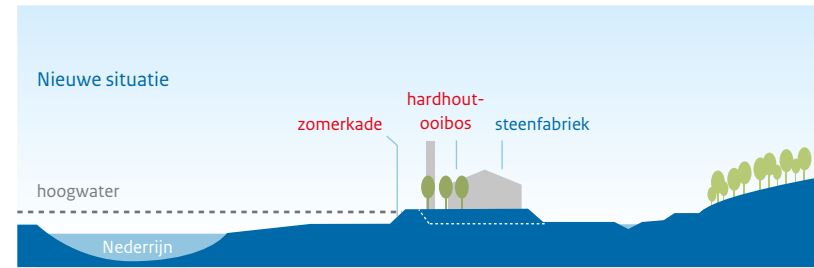 Nieuwe situatie
hardhout-
ooibos
zomerkade
steenfabriek
hoogwater
Nederrijn